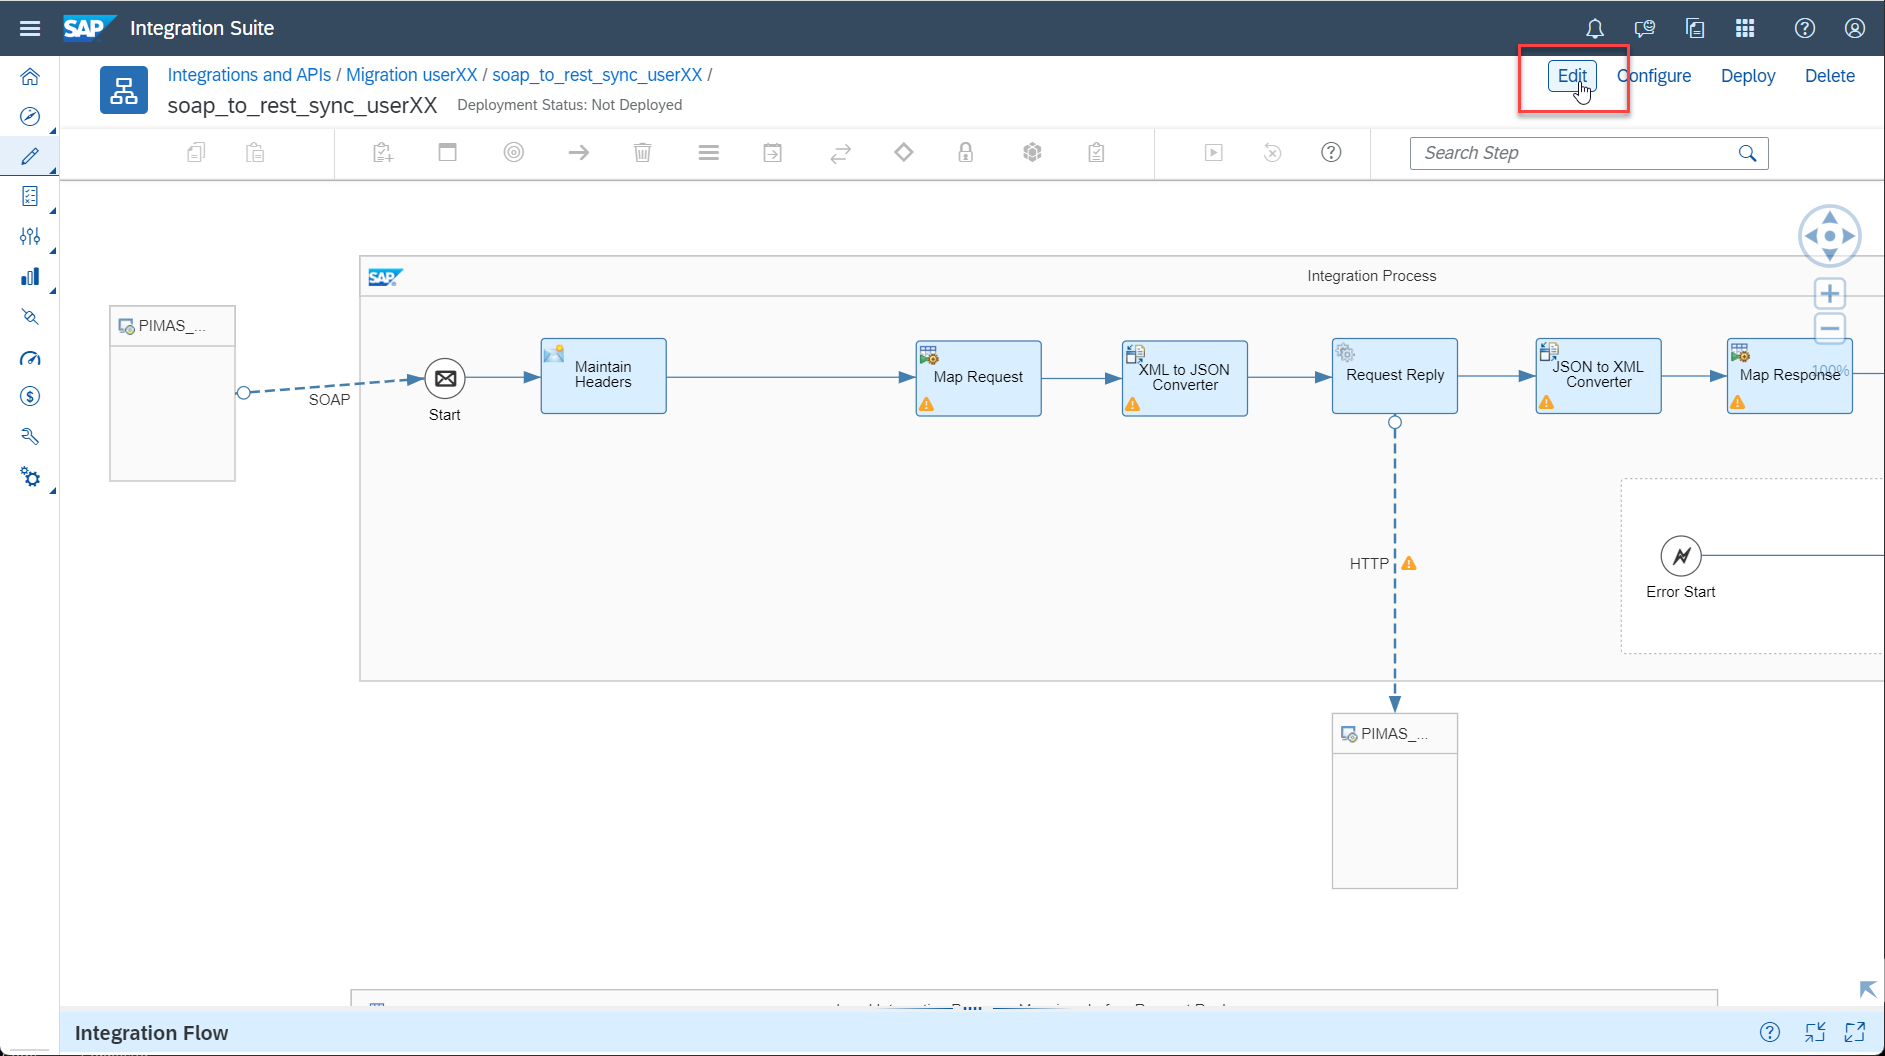 SAP Integration Suite
Integrations and APIs / Migration userXX / soap_to_rest_sync_userXX /
soap_to_rest_sync_userXX Deployment Status: Not Deployed
Edit Configure Deploy Delete
Search Step
SAP Integration Process
PIMAS_...
SOAP
Start
Maintain
Headers
Map Request
XML to JSON
Converter
Request Reply
JSON to XML
Converter
Map Response
100%
HTTP
Error Start
PIMAS_...
Integration Flow